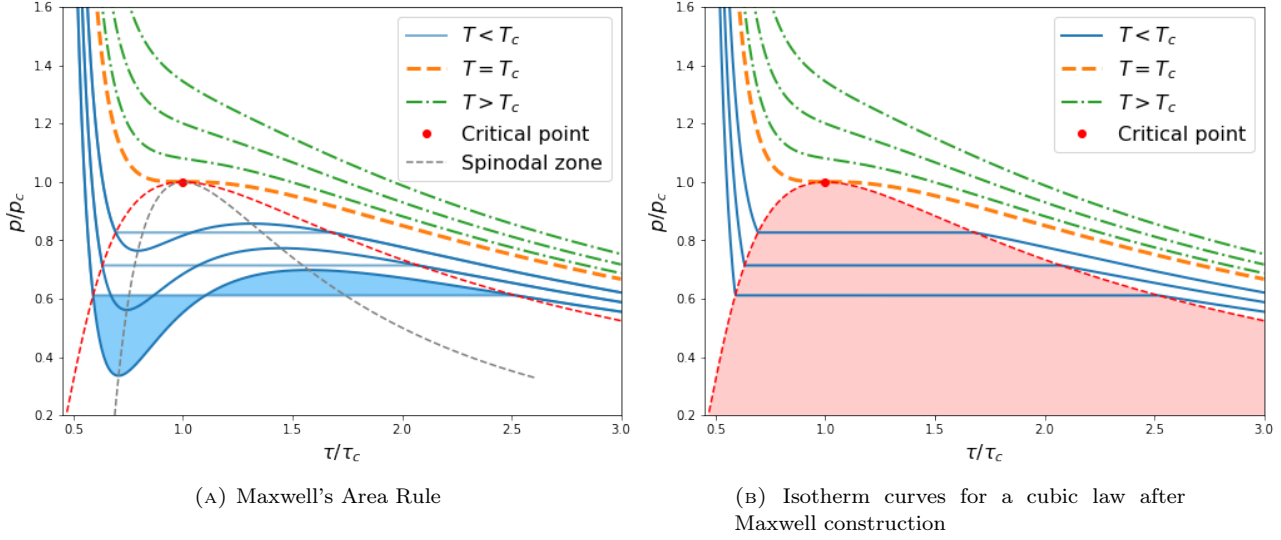 1.6
1.4
1.2
1.0
0.8
0.6
0.4
0.2
p/p_c
T < T_c
T = T_c
T > T_c
Critical point
Spinodal zone
0.5 1.0 1.5 2.0 2.5 3.0
τ/τ_c
(A) Maxwell's Area Rule
1.6
1.4
1.2
1.0
0.8
0.6
0.4
0.2
p/p_c
T < T_c
T = T_c
T > T_c
Critical point
0.5 1.0 1.5 2.0 2.5 3.0
τ/τ_c
(B) Isotherm curves for a cubic law after
Maxwell construction